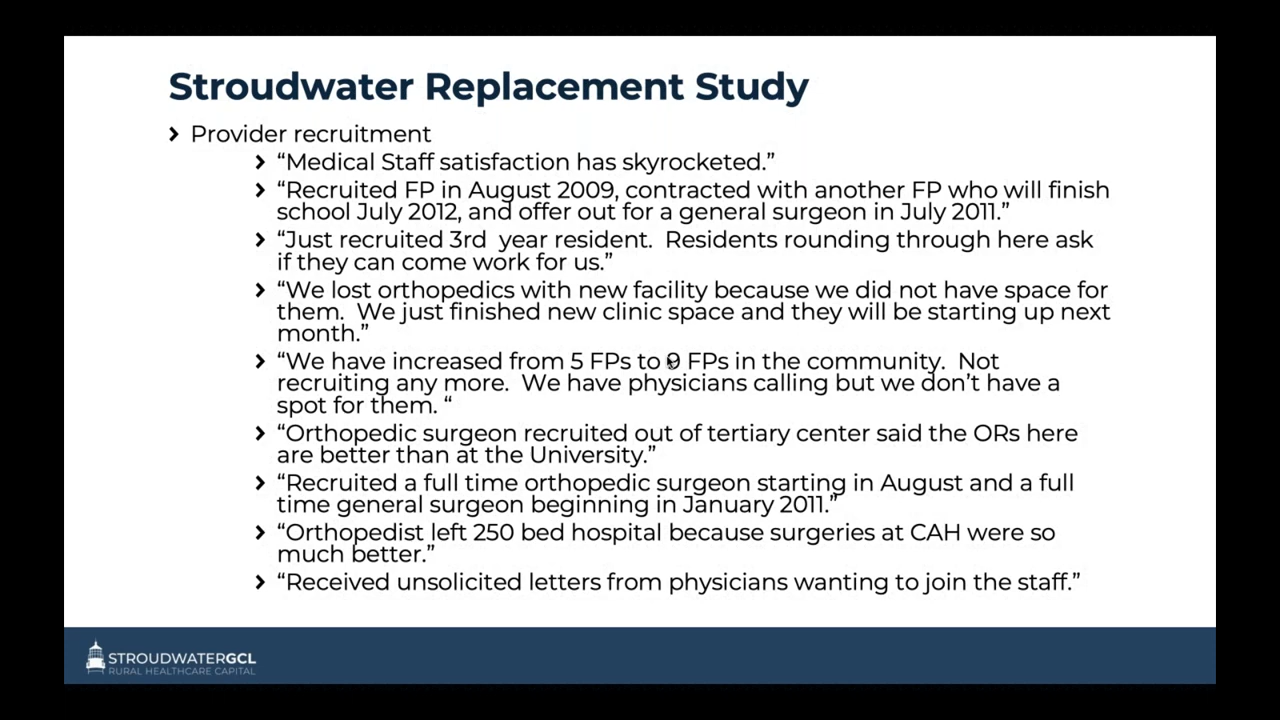 Stroudwater Replacement Study
Provider recruitment
“Medical Staff satisfaction has skyrocketed.”
“Recruited FP in August 2009, contracted with another FP who will finish
school July 2012, and offer out for a general surgeon in July 2011.”
“Just recruited 3rd  year resident.  Residents rounding through here ask
if they can come work for us.”
“We lost orthopedics with new facility because we did not have space for
them.  We just finished new clinic space and they will be starting up next
month.”
“We have increased from 5 FPs to 9 FPs in the community.  Not
recruiting any more.  We have physicians calling but we don’t have a
spot for them. “
“Orthopedic surgeon recruited out of tertiary center said the ORs here
are better than at the University.”
“Recruited a full time orthopedic surgeon starting in August and a full
time general surgeon beginning in January 2011.”
“Orthopedist left 250 bed hospital because surgeries at CAH were so
much better.”
“Received unsolicited letters from physicians wanting to join the staff.”
STROUDWATERGCL
RURAL HEALTHCARE CAPITAL